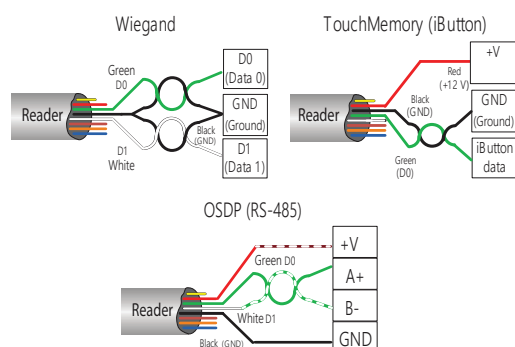 Wiegand
Green
D0
Reader
D1
White
Black
(GND)
D0
(Data 0)
GND
(Ground)
D1
(Data 1)
TouchMemory (iButton)
Red
(+12 V)
Black
(GND)
Reader
Green
(D0)
+V
GND
(Ground)
iButton
data
OSDP (RS-485)
Green D0
Reader
White D1
Black (GND)
+V
A+
B-
GND